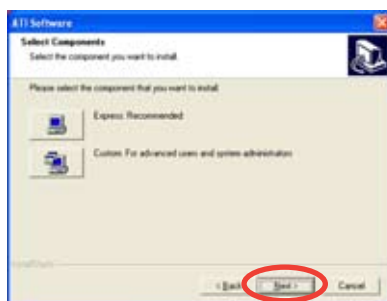 ATI Software
Select Components
Select the component you want to install.
Please select the component that you want to install.
Express: Recommended
Custom: For advanced users and system administrators
< Back
Next >
Cancel